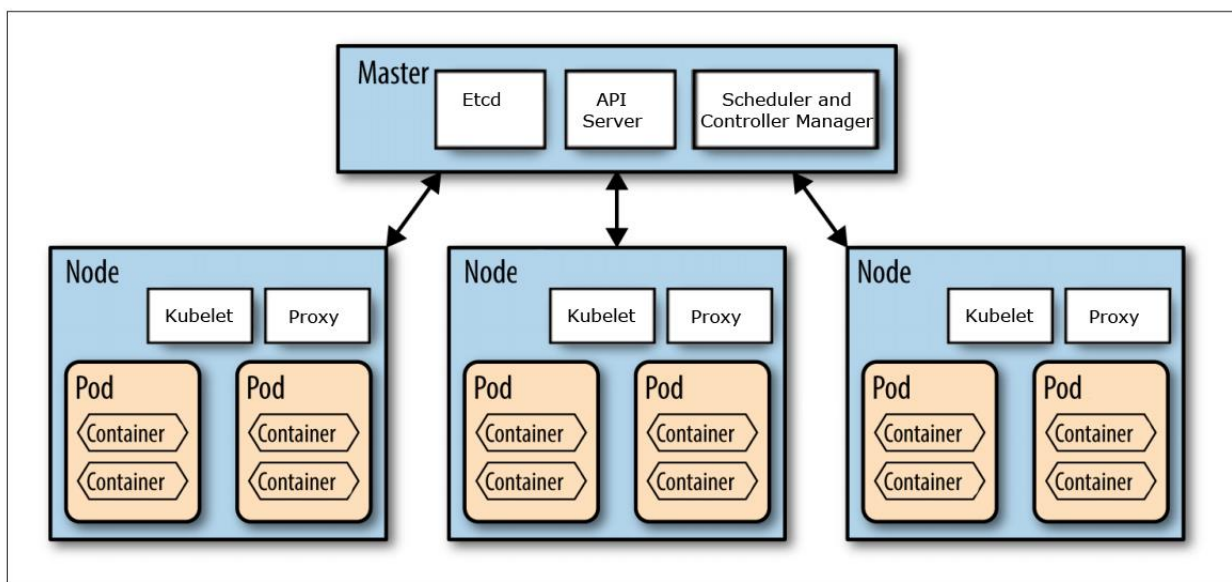 Master
Etcd
API
Server
Scheduler and
Controller Manager
Node
Kubelet
Proxy
Pod
Container
Container
Pod
Container
Container
Node
Kubelet
Proxy
Pod
Container
Container
Pod
Container
Container
Node
Kubelet
Proxy
Pod
Container
Container
Pod
Container
Container